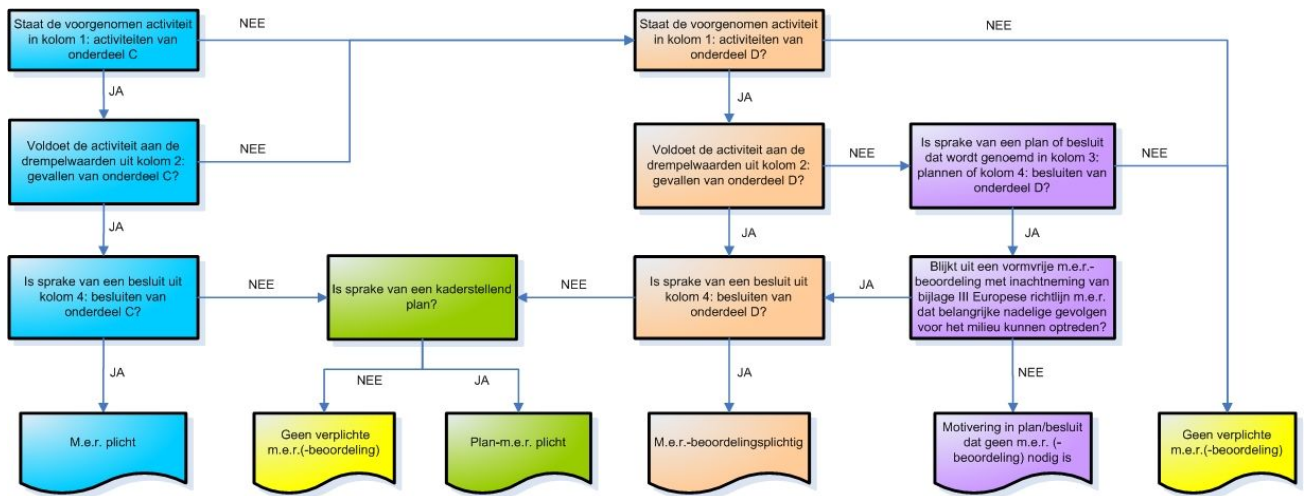 Staat de voorgenomen activiteit
in kolom 1: activiteiten van
onderdeel C
NEE
Staat de voorgenomen activiteit
in kolom 1: activiteiten van
onderdeel D?
NEE
JA
JA
Voldoet de activiteit aan de
drempelwaarden uit kolom 2:
gevallen van onderdeel C?
NEE
Voldoet de activiteit aan de
drempelwaarden uit kolom 2:
gevallen van onderdeel D?
NEE
Is sprake van een plan of besluit
dat wordt genoemd in kolom 3:
plannen of kolom 4: besluiten van
onderdeel D?
NEE
JA
JA
JA
Is sprake van een besluit uit
kolom 4: besluiten van
onderdeel C?
NEE
Is sprake van een kaderstellend
plan?
NEE
Is sprake van een besluit uit
kolom 4: besluiten van
onderdeel D?
JA
Blijkt uit een vormvrije m.e.r.-
beoordeling met inachtneming van
bijlage III Europese richtlijn m.e.r.
dat belangrijke nadelige gevolgen
voor het milieu kunnen optreden?
JA
NEE
JA
JA
NEE
M.e.r. plicht
Geen verplichte
m.e.r.(-beoordeling)
Plan-m.e.r. plicht
M.e.r.-beoordelingsplichtig
Motivering in plan/besluit
dat geen m.e.r. (-
beoordeling) nodig is
Geen verplichte
m.e.r.(-beoordeling)